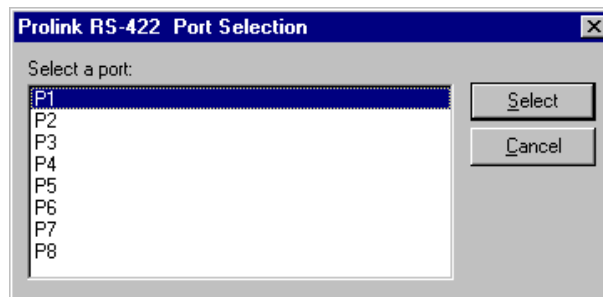 Prolink RS-422  Port Selection
Select a port:
P1
P2
P3
P4
P5
P6
P7
P8
Select
Cancel